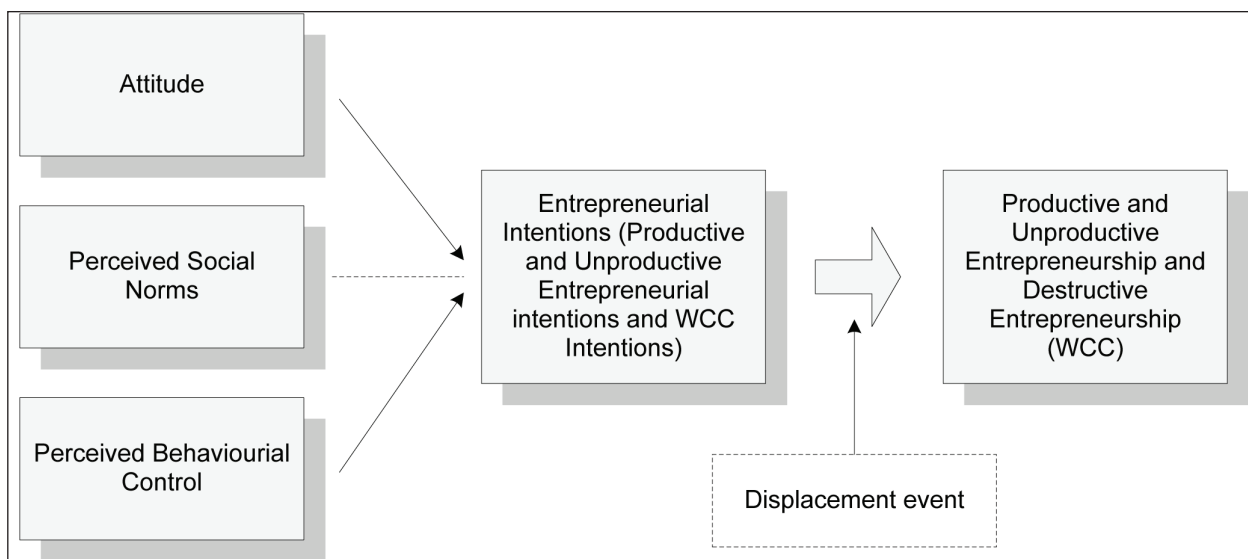 Attitude
Perceived Social
Norms
Perceived Behaviourial
Control
Entrepreneurial
Intentions (Productive
and Unproductive
Entrepreneurial
intentions and WCC
Intentions)
Productive and
Unproductive
Entrepreneurship and
Destructive
Entrepreneurship
(WCC)
Displacement event